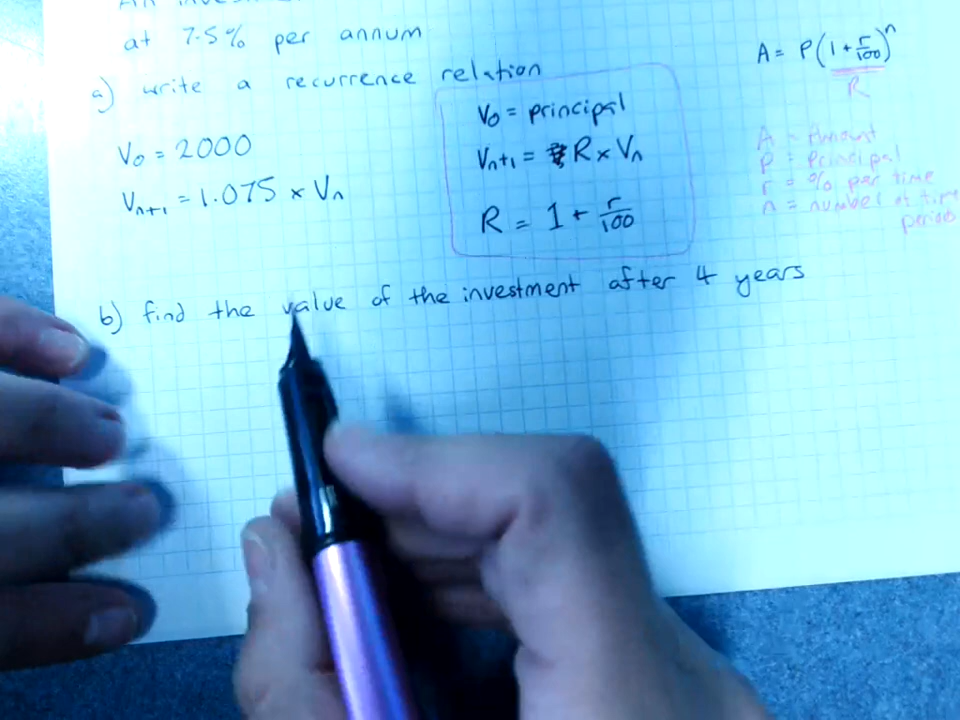 at 7.5% per annum
a) write a recurrence relation
V0 = 2000
Vn+1 = 1.075 × Vn
V0 = principal
Vn+1 = R × Vn
R = 1 + r/100
A = P(1 + r/100)^n
R
A = Amount
P = Principal
r = % per time
n = number of time
period
b) find the value of the investment after 4 years